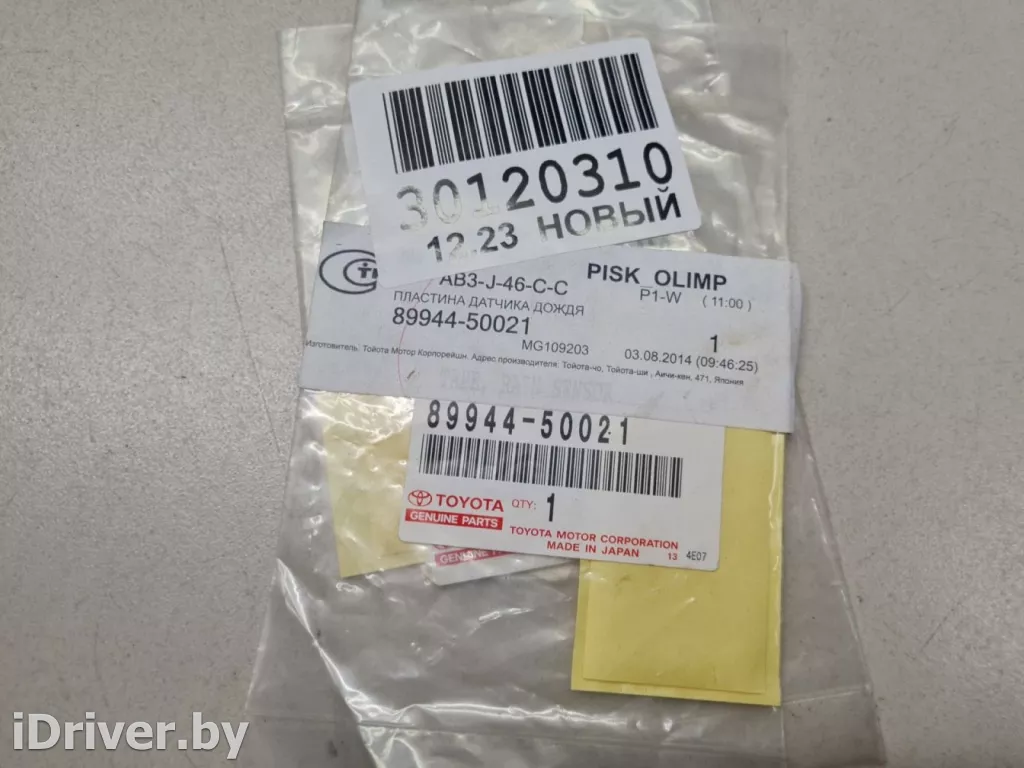 30120310
12.23 НОВЫЙ
AB3-J-46-C-C
PISK_OLIMP
P1-W ( 11:00 )
ПЛАСТИНА ДАТЧИКА ДОЖДЯ
89944-50021
1
MG109203
03.08.2014 (09:46:25)
Изготовитель: Тойота Мотор Корпорейшн. Адрес производителя: Тойота-чо, Тойота-ши , Аичи-кен, 471, Япония
89944-50021
TOYOTA
GENUINE PARTS
QTY: 1
TOYOTA MOTOR CORPORATION
MADE IN JAPAN
13 4E07
iDriver.by